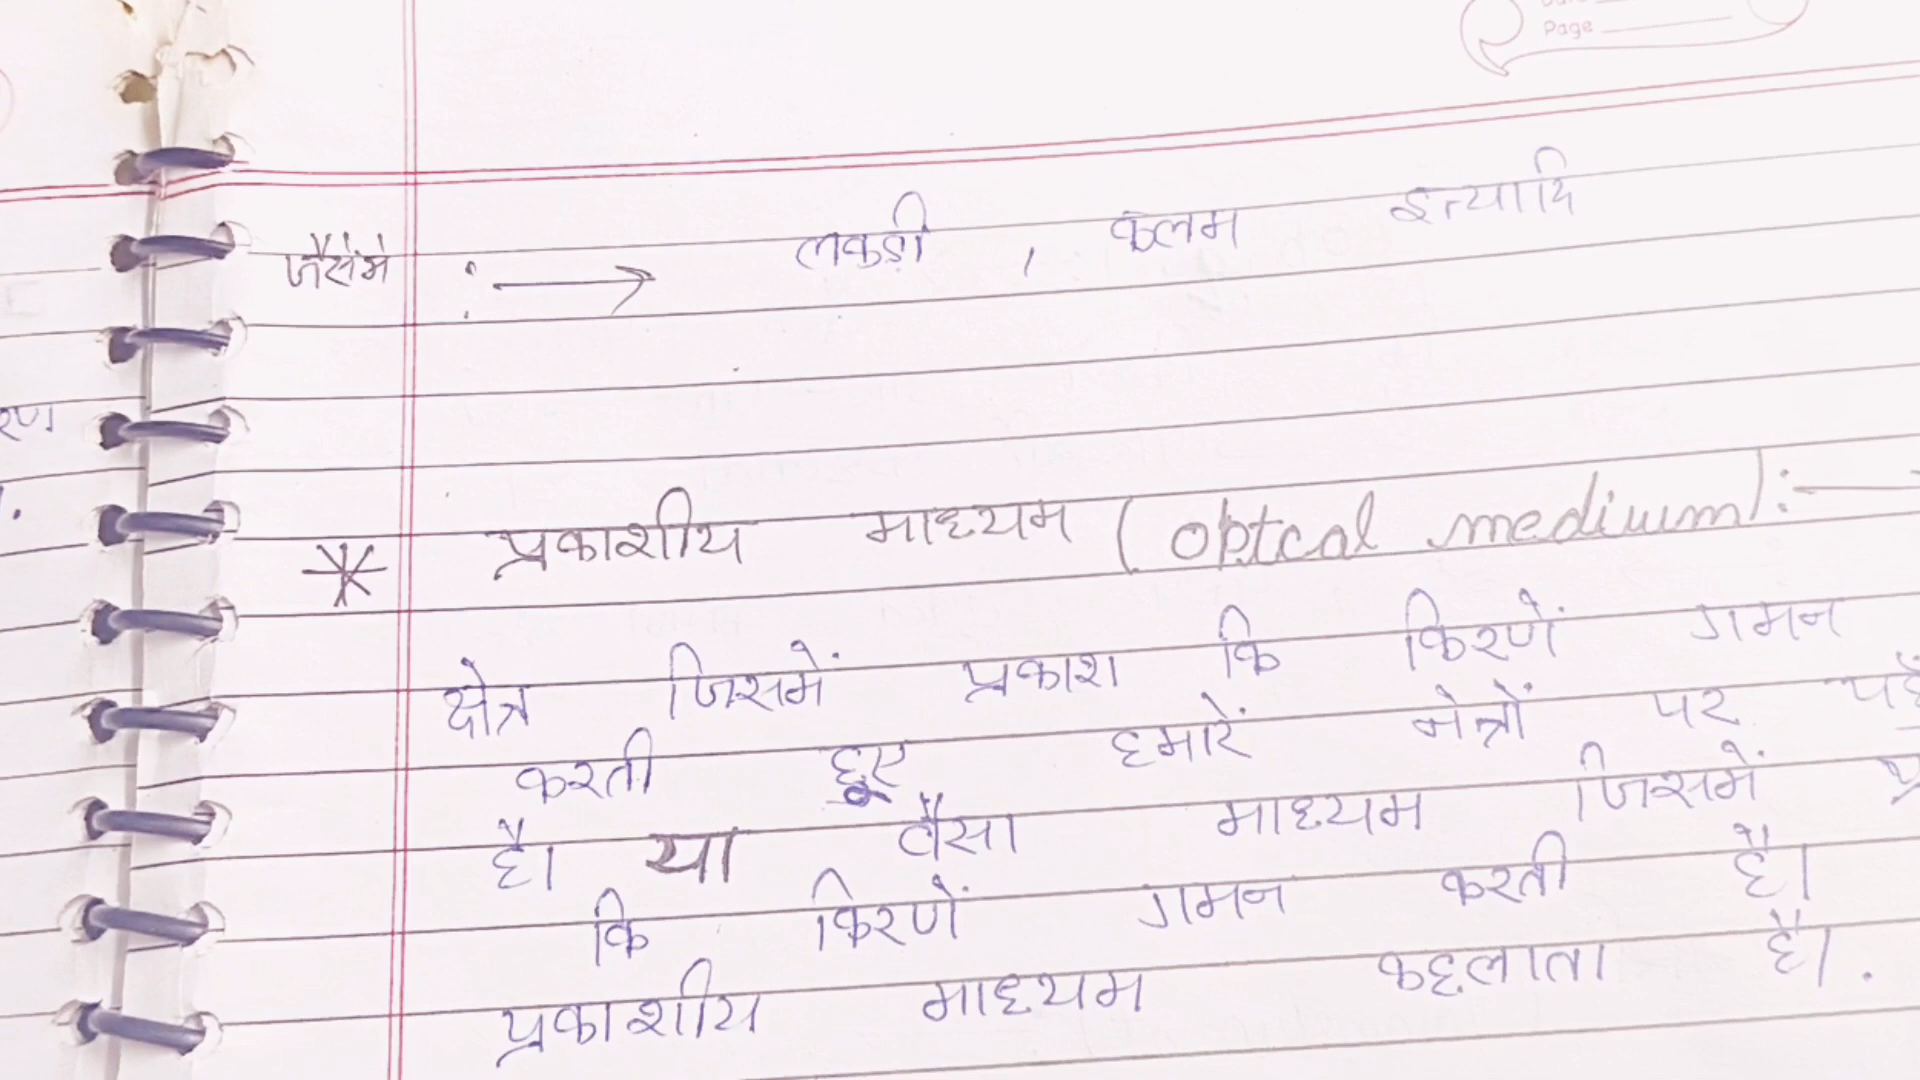 Page
जैसेमे :→ लकड़ी , कलम इत्यादि
रण
* प्रकाशीय माध्यम ( optcal medium) :—
क्षेत्र जिसमें प्रकाश कि किरणें गमन
करती हुए हमारें नेत्रों पर
है। या वैसा माध्यम जिसमें
कि किरणें गमन करती है।
प्रकाशीय माध्यम कहलाता है।.